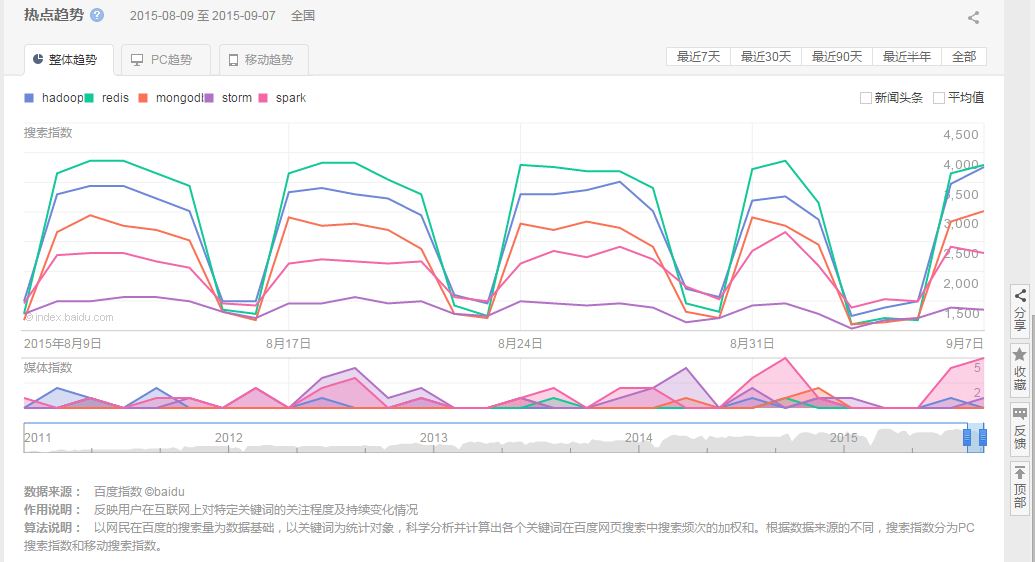 热点趋势 ? 2015-08-09 至 2015-09-07 全国
整体趋势 PC趋势 移动趋势 最近7天 最近30天 最近90天 最近半年 全部
hadoop redis mongodb storm spark 新闻头条 平均值
搜索指数
4,500
4,000
3,500
3,000
2,500
2,000
1,500
© index.baidu.com
2015年8月9日 8月17日 8月24日 8月31日 9月7日
媒体指数
5
2
2011 2012 2013 2014 2015
数据来源： 百度指数 ©baidu
作用说明： 反映用户在互联网上对特定关键词的关注程度及持续变化情况
算法说明： 以网民在百度的搜索量为数据基础，以关键词为统计对象，科学分析并计算出各个关键词在百度网页搜索中搜索频次的加权和。根据数据来源的不同，搜索指数分为PC
搜索指数和移动搜索指数。
分享
收藏
反馈
顶部